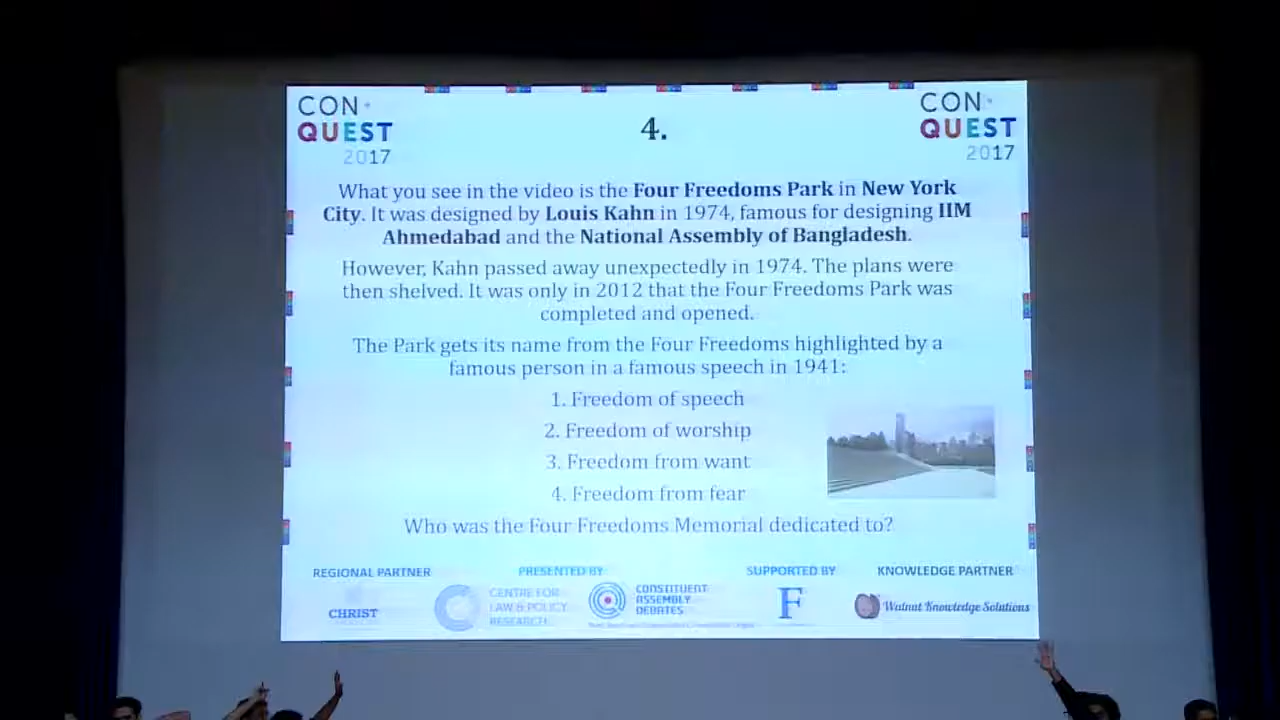 CON·
QUEST
2017
4.
CON·
QUEST
2017
What you see in the video is the Four Freedoms Park in New York
City. It was designed by Louis Kahn in 1974, famous for designing IIM
Ahmedabad and the National Assembly of Bangladesh.
However, Kahn passed away unexpectedly in 1974. The plans were
then shelved. It was only in 2012 that the Four Freedoms Park was
completed and opened.
The Park gets its name from the Four Freedoms highlighted by a
famous person in a famous speech in 1941:
1. Freedom of speech
2. Freedom of worship
3. Freedom from want
4. Freedom from fear
Who was the Four Freedoms Memorial dedicated to?
REGIONAL PARTNER
PRESENTED BY
SUPPORTED BY
KNOWLEDGE PARTNER
CHRIST
CENTRE FOR
LAW & POLICY
RESEARCH
CONSTITUENT
ASSEMBLY
DEBATES
F
Walnut Knowledge Solutions